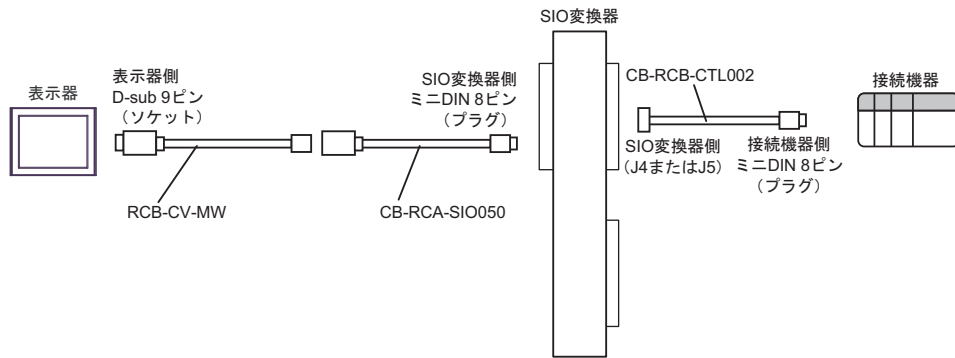 SIO変換器
表示器
表示器側
D-sub 9ピン
（ソケット）
SIO変換器側
ミニDIN 8ピン
（プラグ）
CB-RCB-CTL002
接続機器
SIO変換器側
（J4またはJ5）
接続機器側
ミニDIN 8ピン
（プラグ）
RCB-CV-MW
CB-RCA-SIO050